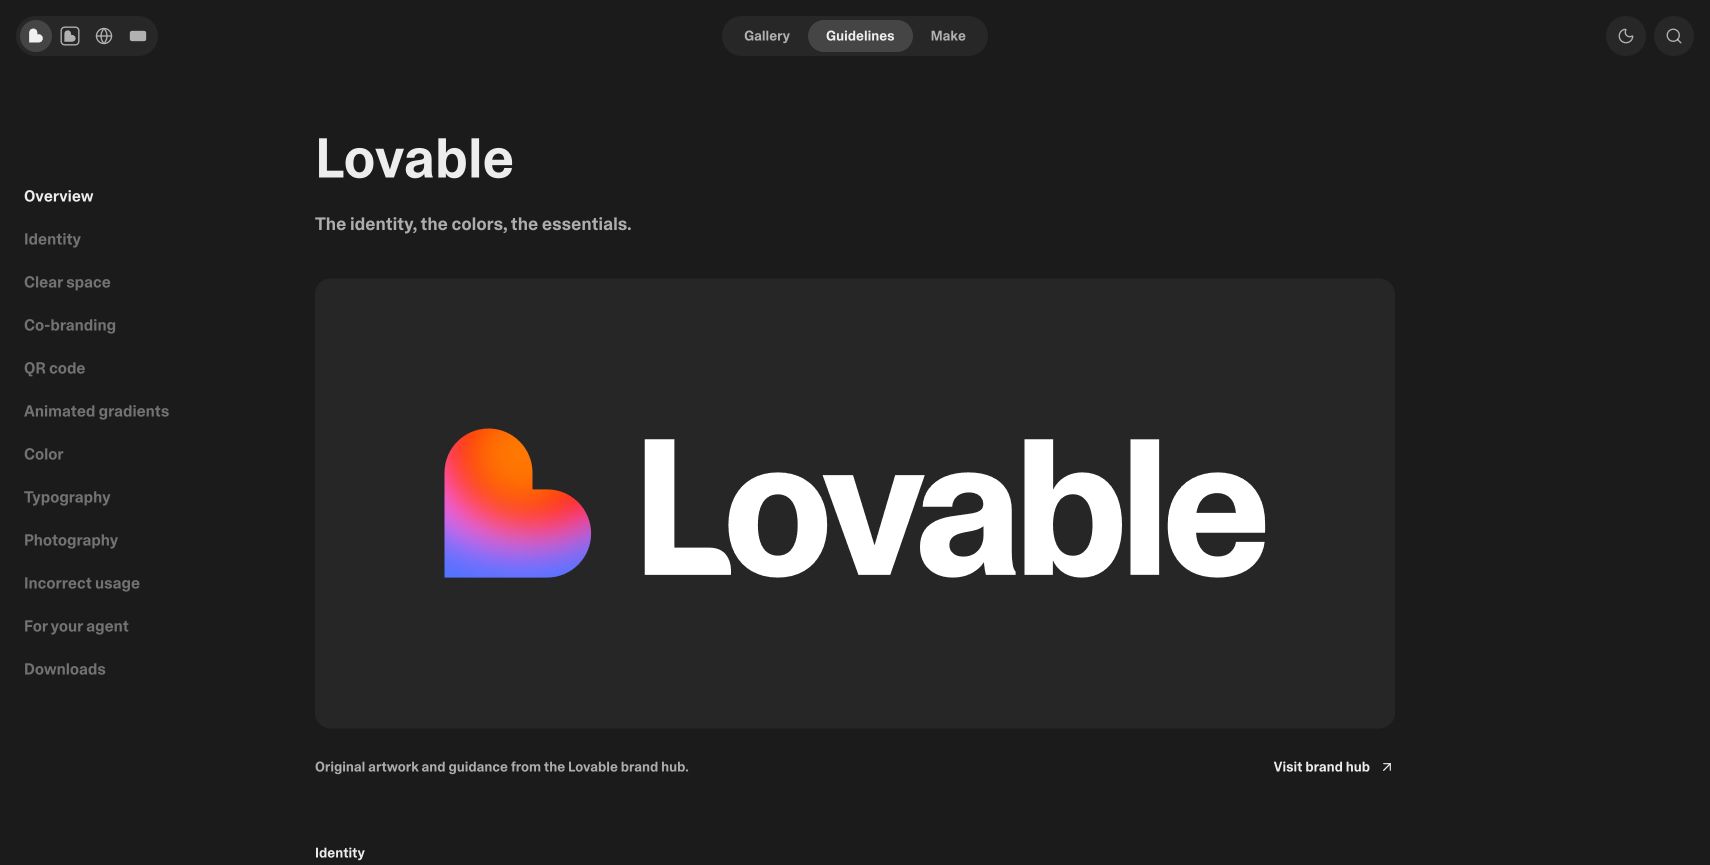 Gallery
Guidelines
Make
Overview
Identity
Clear space
Co-branding
QR code
Animated gradients
Color
Typography
Photography
Incorrect usage
For your agent
Downloads
Lovable
The identity, the colors, the essentials.
Lovable
Original artwork and guidance from the Lovable brand hub.
Visit brand hub
Identity